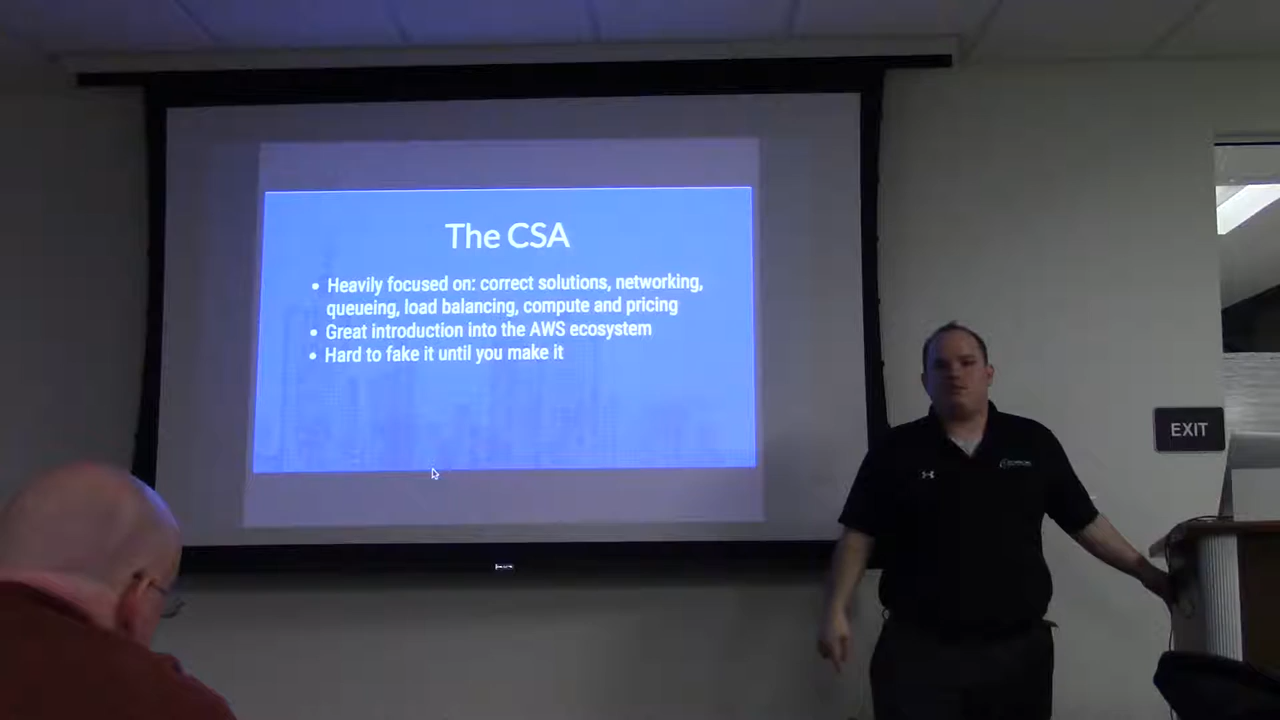 The CSA
• Heavily focused on: correct solutions, networking,
queueing, load balancing, compute and pricing
• Great introduction into the AWS ecosystem
• Hard to fake it until you make it
EXIT